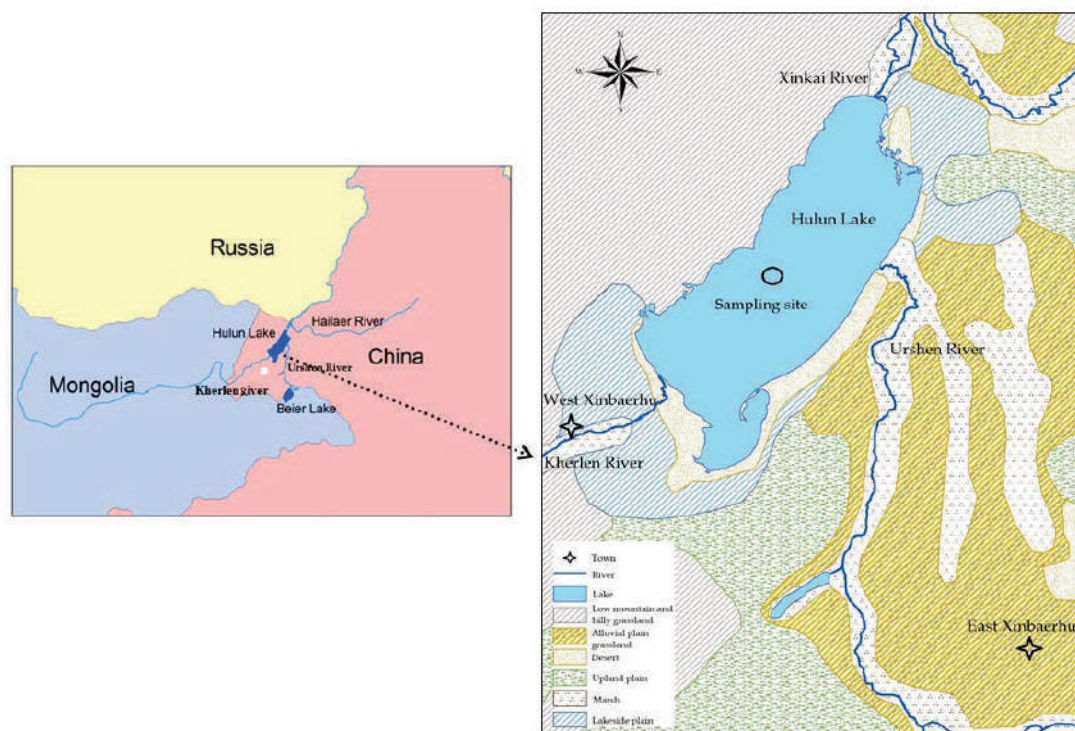 Russia
Hulun Lake
Hailaer River
China
Mongolia
Urshen River
Kherlen river
Beier Lake
N
W
E
S
Xinkai River
Hulun Lake
Sampling site
Urshen River
West Xinbaerhu
Kherlen River
East Xinbaerhu
Town
River
Lake
Low mountain and
hilly grassland
Alluvial plain
grassland
Desert
Upland plain
Marsh
Lakeside plain